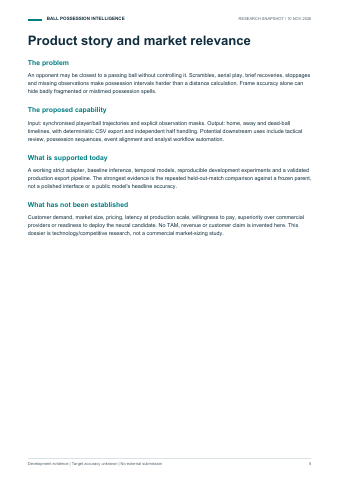 BALL POSSESSION INTELLIGENCE
RESEARCH SNAPSHOT / 10 NOV 2026
Product story and market relevance
The problem
An opponent may be closest to a passing ball without controlling it. Scrambles, aerial play, brief recoveries, stoppages
and missing observations make possession intervals harder than a distance calculation. Frame accuracy alone can
hide badly fragmented or mistimed possession spells.
The proposed capability
Input: synchronised player/ball trajectories and explicit observation masks. Output: home, away and dead-ball
timelines, with deterministic CSV export and independent half handling. Potential downstream uses include tactical
review, possession sequences, event alignment and analyst workflow automation.
What is supported today
A working strict adapter, baseline inference, temporal models, reproducible development experiments and a validated
production export pipeline. The strongest evidence is the repeated held-out-match comparison against a frozen parent,
not a polished interface or a public model's headline accuracy.
What has not been established
Customer demand, market size, pricing, latency at production scale, willingness to pay, superiority over commercial
providers or readiness to deploy the neural candidate. No TAM, revenue or customer claim is invented here. This
dossier is technology/competitive research, not a commercial market-sizing study.
Development evidence | Target accuracy unknown | No external submission